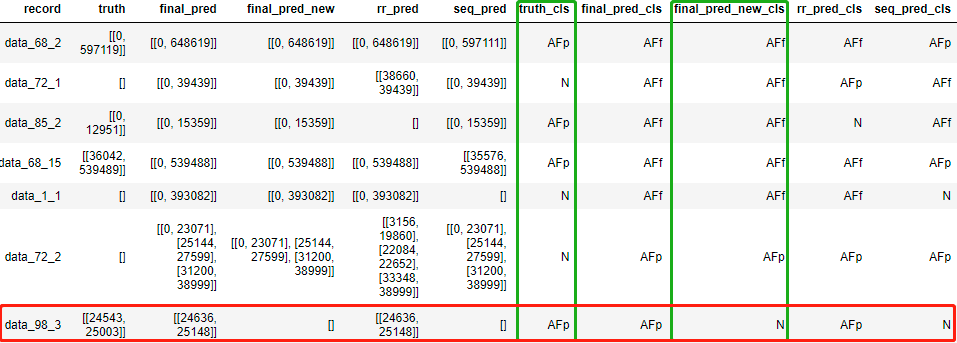 record truth final_pred final_pred_new rr_pred seq_pred truth_cls final_pred_cls final_pred_new_cls rr_pred_cls seq_pred_cls
data_68_2 [[0, 597119]] [[0, 648619]] [[0, 648619]] [[0, 648619]] [[0, 597111]] AFp AFf AFf AFf AFp
data_72_1 [] [[0, 39439]] [[0, 39439]] [[38660, 39439]] [[0, 39439]] N AFf AFf AFp AFf
data_85_2 [[0, 12951]] [[0, 15359]] [[0, 15359]] [] [[0, 15359]] AFp AFf AFf N AFf
data_68_15 [[36042, 539489]] [[0, 539488]] [[0, 539488]] [[0, 539488]] [[35576, 539488]] AFp AFf AFf AFf AFp
data_1_1 [] [[0, 393082]] [[0, 393082]] [[0, 393082]] [] N AFf AFf AFf N
data_72_2 [] [[0, 23071], [25144, 27599], [31200, 38999]] [[0, 23071], [25144, 27599], [31200, 38999]] [[3156, 19860], [22084, 22652], [33348, 38999]] [[0, 23071], [25144, 27599], [31200, 38999]] N AFp AFp AFp AFp
data_98_3 [[24543, 25003]] [[24636, 25148]] [] [[24636, 25148]] [] AFp AFp N AFp N